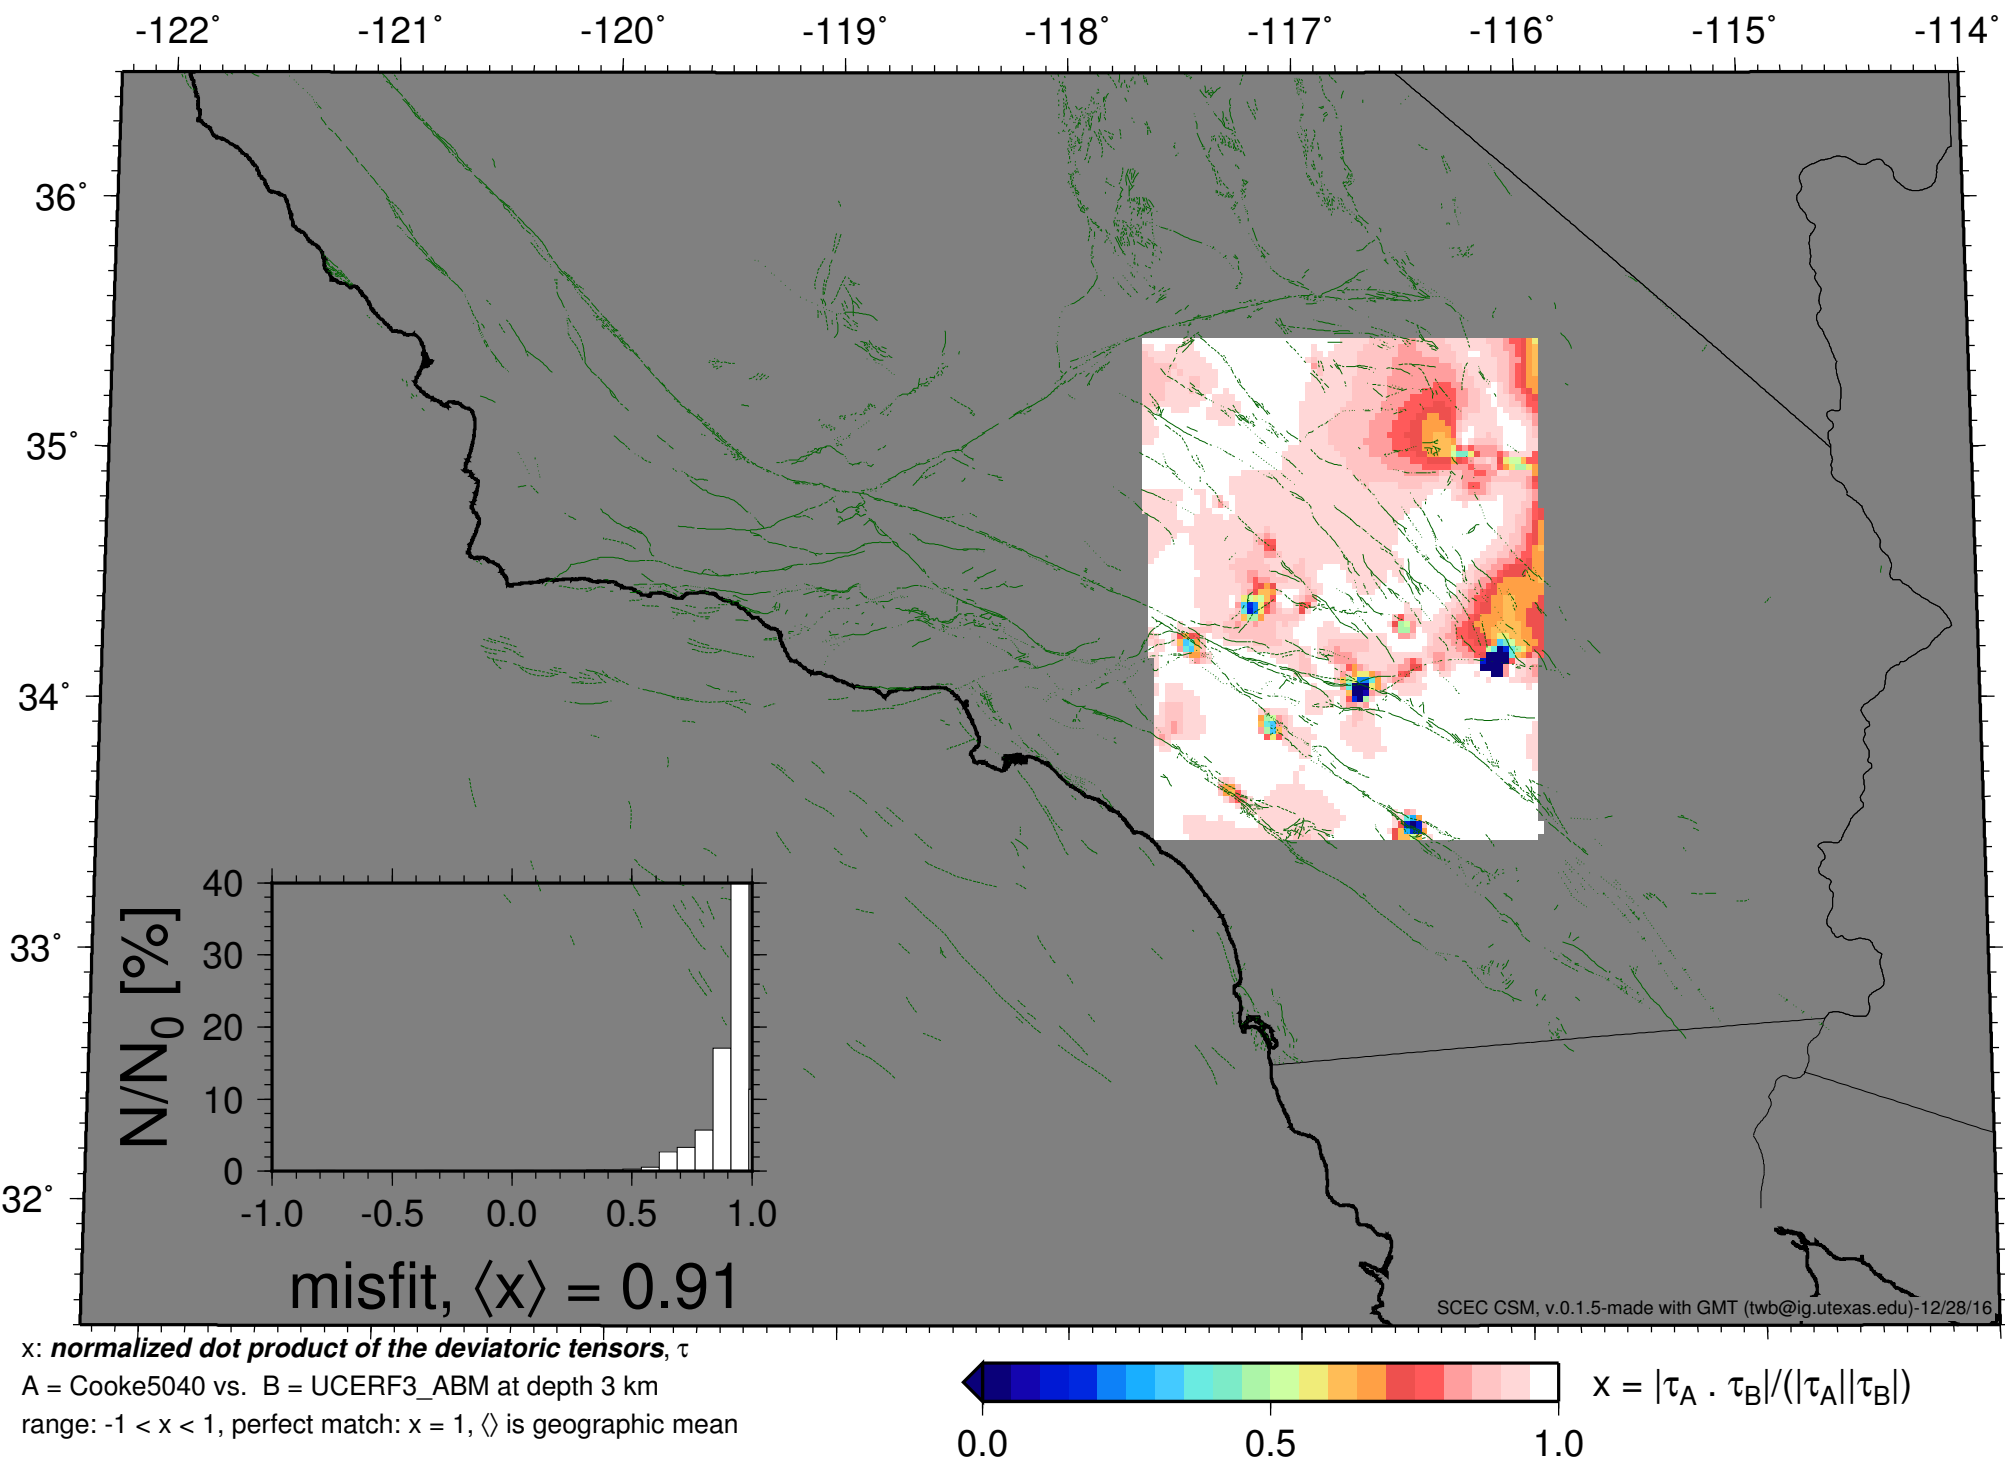 -122˚ -121˚ -120˚ -119˚ -118˚ -117˚ -116˚ -115˚ -114˚
36˚
35˚
34˚
33˚
32˚
N/N0 [%]
40
30
20
10
0
-1.0 -0.5 0.0 0.5 1.0
misfit, ⟨x⟩ = 0.91
SCEC CSM, v.0.1.5-made with GMT (twb@ig.utexas.edu)-12/28/16
x: normalized dot product of the deviatoric tensors, τ
A = Cooke5040 vs. B = UCERF3_ABM at depth 3 km
range: -1 < x < 1, perfect match: x = 1, ⟨⟩ is geographic mean
x = |τA . τB|/(|τA||τB|)
0.0 0.5 1.0